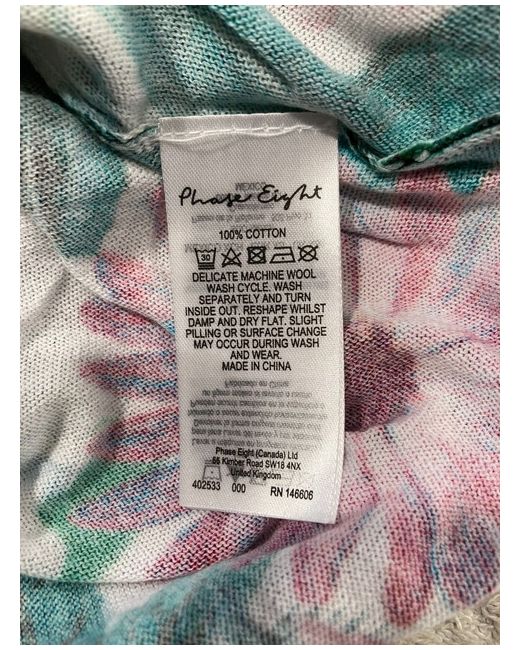 Phase Eight
100% COTTON
30
DELICATE MACHINE WOOL
WASH CYCLE. WASH
SEPARATELY AND TURN
INSIDE OUT. RESHAPE WHILST
DAMP AND DRY FLAT. SLIGHT
PILLING OR SURFACE CHANGE
MAY OCCUR DURING WASH
AND WEAR.
MADE IN CHINA
Phase Eight (Canada) Ltd
66 Kimber Road SW18 4NX
United Kingdom
402533 000 RN 146606